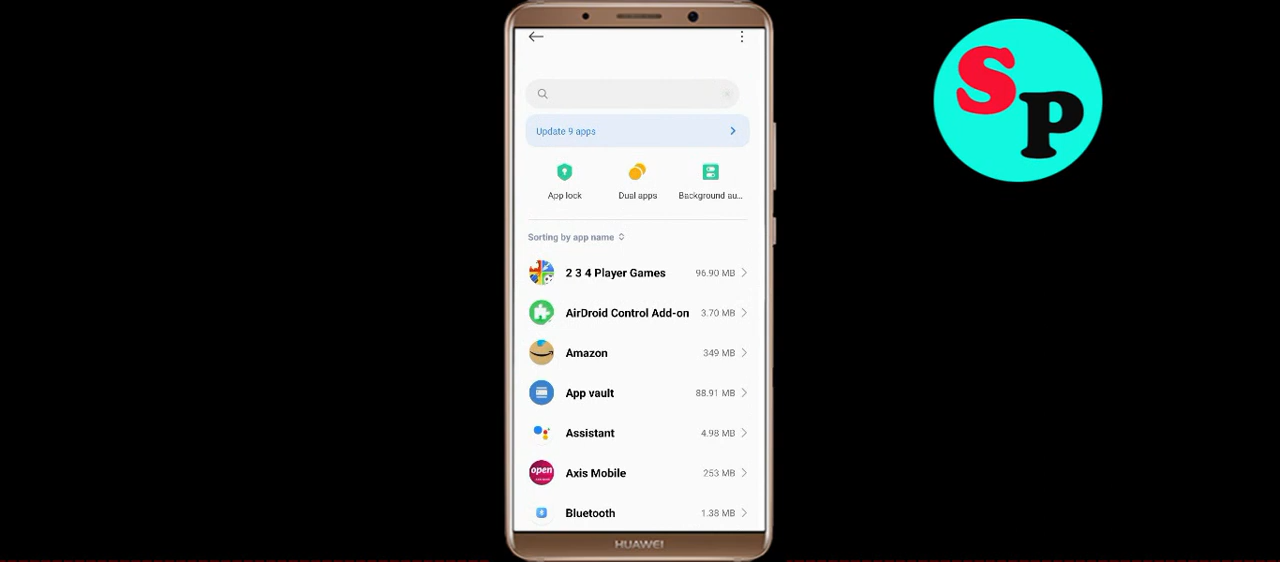 SP
Update 9 apps
App lock
Dual apps
Background au...
Sorting by app name
2 3 4 Player Games 96.90 MB
AirDroid Control Add-on 3.70 MB
Amazon 349 MB
App vault 88.91 MB
Assistant 4.98 MB
open
Axis Mobile 253 MB
Bluetooth 1.38 MB
HUAWEI